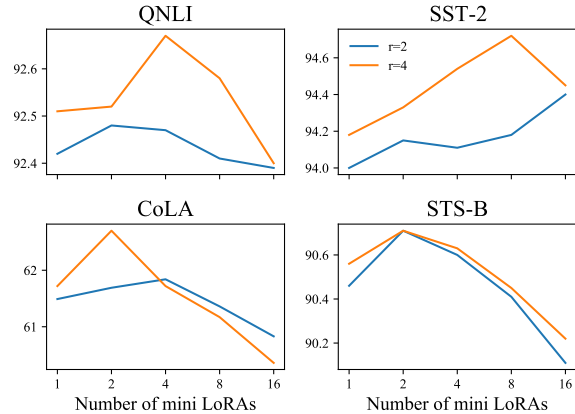 QNLI
92.6
92.5
92.4
SST-2
94.6
94.4
94.2
94.0
r=2
r=4
CoLA
62
61
1 2 4 8 16
Number of mini LoRAs
STS-B
90.6
90.4
90.2
1 2 4 8 16
Number of mini LoRAs